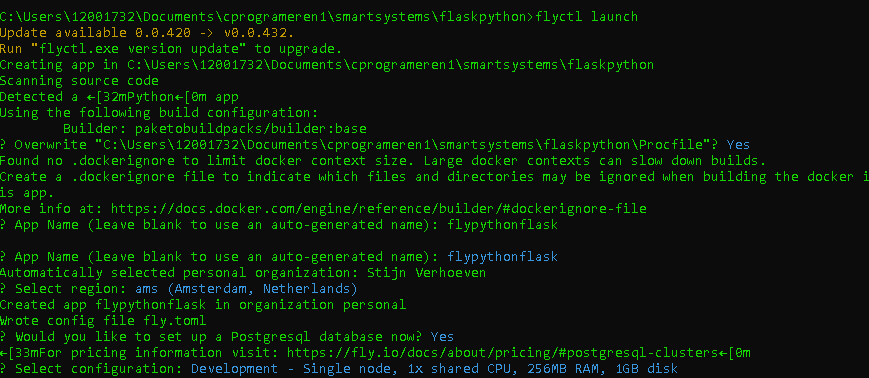 C:\Users\12001732\Documents\cprogrameren1\smartsystems\flaskpython>flyctl launch
Update available 0.0.420 -> v0.0.432.
Run "flyctl.exe version update" to upgrade.
Creating app in C:\Users\12001732\Documents\cprogrameren1\smartsystems\flaskpython
Scanning source code
Detected a ←[32mPython←[0m app
Using the following build configuration:
        Builder: paketobuildpacks/builder:base
? Overwrite "C:\Users\12001732\Documents\cprogrameren1\smartsystems\flaskpython\Procfile"? Yes
Found no .dockerignore to limit docker context size. Large docker contexts can slow down builds.
Create a .dockerignore file to indicate which files and directories may be ignored when building the docker i
is app.
More info at: https://docs.docker.com/engine/reference/builder/#dockerignore-file
? App Name (leave blank to use an auto-generated name): flypythonflask
? App Name (leave blank to use an auto-generated name): flypythonflask
Automatically selected personal organization: Stijn Verhoeven
? Select region: ams (Amsterdam, Netherlands)
Created app flypythonflask in organization personal
Wrote config file fly.toml
? Would you like to set up a Postgresql database now? Yes
←[33mFor pricing information visit: https://fly.io/docs/about/pricing/#postgresql-clusters←[0m
? Select configuration: Development - Single node, 1x shared CPU, 256MB RAM, 1GB disk